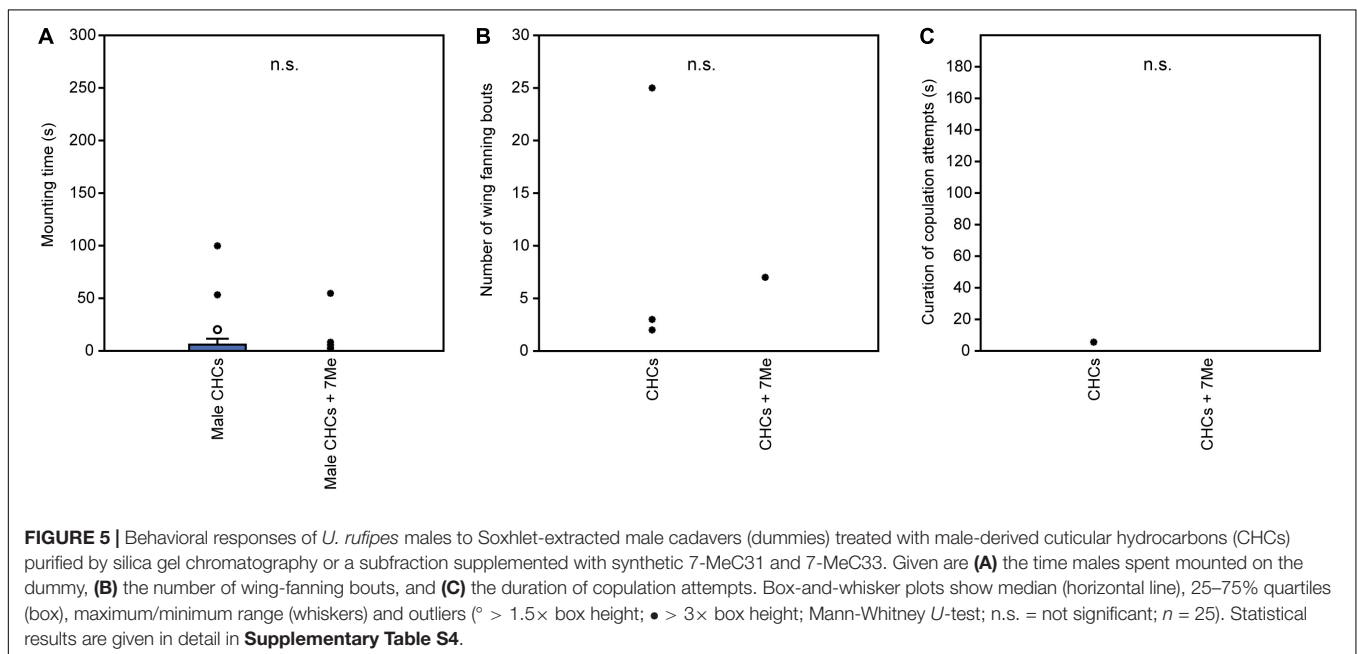 A
300
250
200
150
100
50
0
Mounting time (s)
n.s.
Male CHCs
Male CHCs + 7Me
B
30
25
20
15
10
5
0
Number of wing fanning bouts
n.s.
CHCs
CHCs + 7Me
C
180
160
140
120
100
80
60
40
20
0
Curation of copulation attempts (s)
n.s.
CHCs
CHCs + 7Me
FIGURE 5 | Behavioral responses of U. rufipes males to Soxhlet-extracted male cadavers (dummies) treated with male-derived cuticular hydrocarbons (CHCs)
purified by silica gel chromatography or a subfraction supplemented with synthetic 7-MeC31 and 7-MeC33. Given are (A) the time males spent mounted on the
dummy, (B) the number of wing-fanning bouts, and (C) the duration of copulation attempts. Box-and-whisker plots show median (horizontal line), 25–75% quartiles
(box), maximum/minimum range (whiskers) and outliers (° > 1.5× box height; ● > 3× box height; Mann-Whitney U-test; n.s. = not significant; n = 25). Statistical
results are given in detail in Supplementary Table S4.